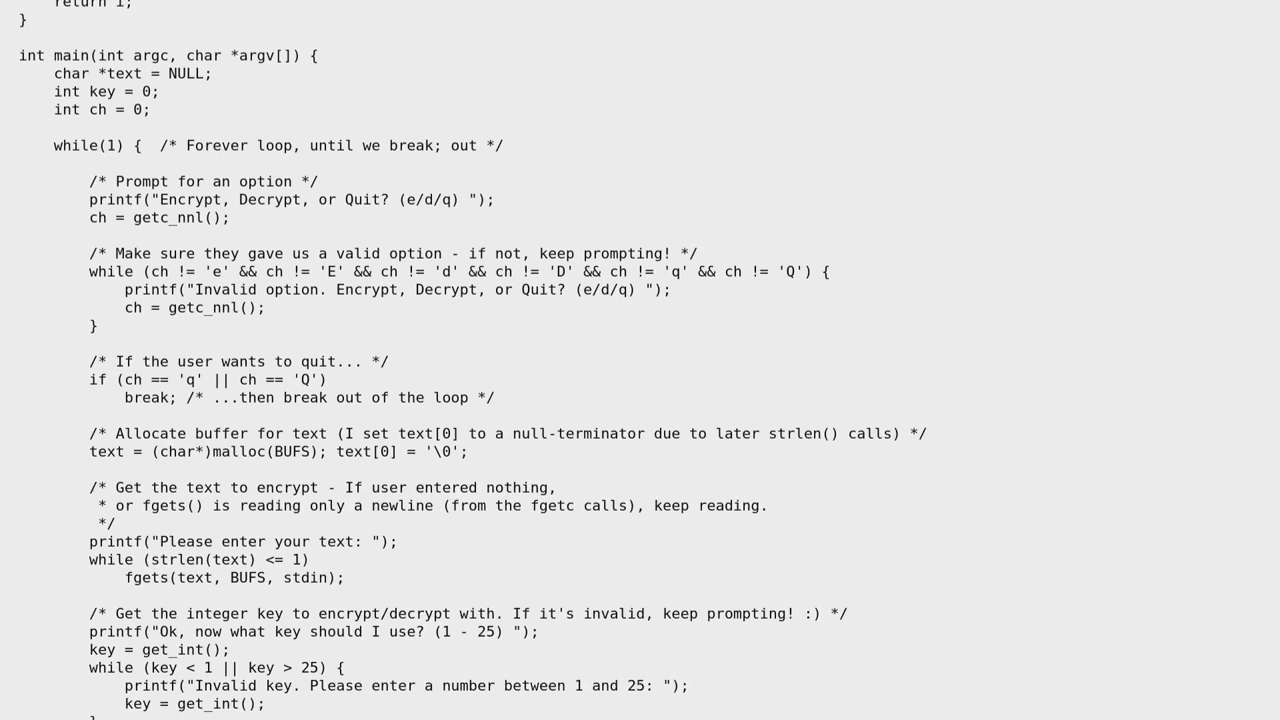 return 1;
}
int main(int argc, char *argv[]) {
    char *text = NULL;
    int key = 0;
    int ch = 0;
    while(1) {  /* Forever loop, until we break; out */
        /* Prompt for an option */
        printf("Encrypt, Decrypt, or Quit? (e/d/q) ");
        ch = getc_nnl();
        /* Make sure they gave us a valid option - if not, keep prompting! */
        while (ch != 'e' && ch != 'E' && ch != 'd' && ch != 'D' && ch != 'q' && ch != 'Q') {
            printf("Invalid option. Encrypt, Decrypt, or Quit? (e/d/q) ");
            ch = getc_nnl();
        }
        /* If the user wants to quit... */
        if (ch == 'q' || ch == 'Q')
            break; /* ...then break out of the loop */
        /* Allocate buffer for text (I set text[0] to a null-terminator due to later strlen() calls) */
        text = (char*)malloc(BUFS); text[0] = '\0';
        /* Get the text to encrypt - If user entered nothing,
         * or fgets() is reading only a newline (from the fgetc calls), keep reading.
         */
        printf("Please enter your text: ");
        while (strlen(text) <= 1)
            fgets(text, BUFS, stdin);
        /* Get the integer key to encrypt/decrypt with. If it's invalid, keep prompting! :) */
        printf("Ok, now what key should I use? (1 - 25) ");
        key = get_int();
        while (key < 1 || key > 25) {
            printf("Invalid key. Please enter a number between 1 and 25: ");
            key = get_int();
        }